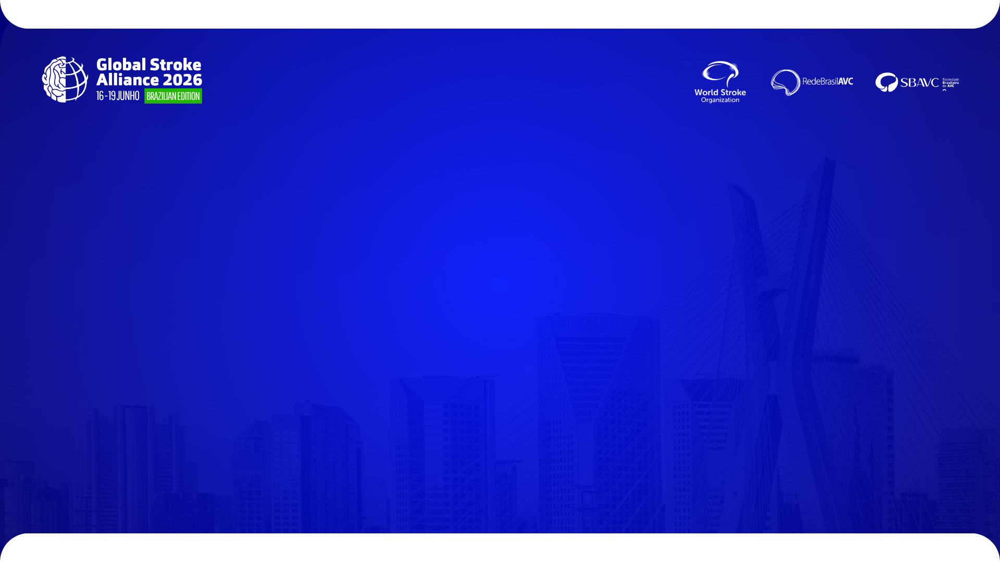 Global Stroke
Alliance 2026
16-19 JUNHO BRAZILIAN EDITION
World Stroke
Organization
RedeBrasilAVC
SBAVC
Sociedade
Brasileira
de AVC